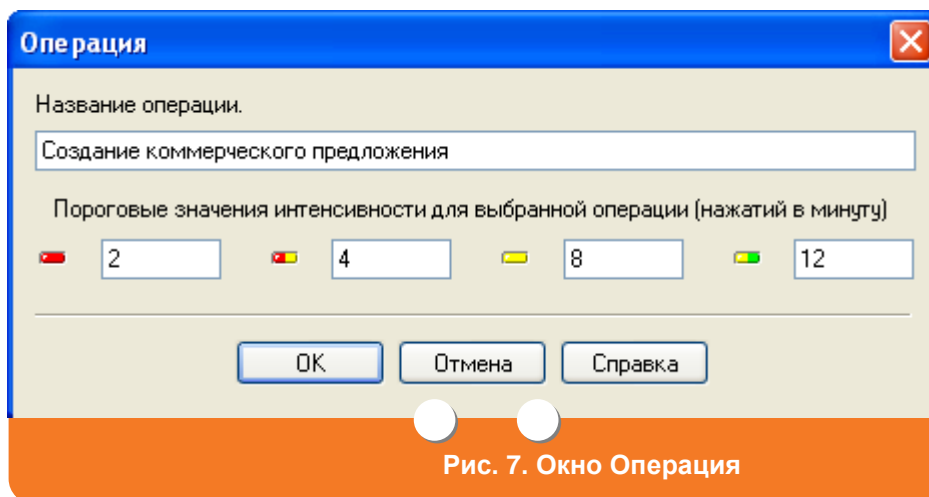 Операция
Название операции.
Создание коммерческого предложения
Пороговые значения интенсивности для выбранной операции (нажатий в минуту)
2 4 8 12
OK Отмена Справка
Рис. 7. Окно Операция